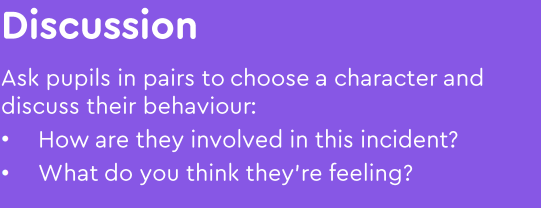 Discussion
Ask pupils in pairs to choose a character and
discuss their behaviour:
• How are they involved in this incident?
• What do you think they're feeling?